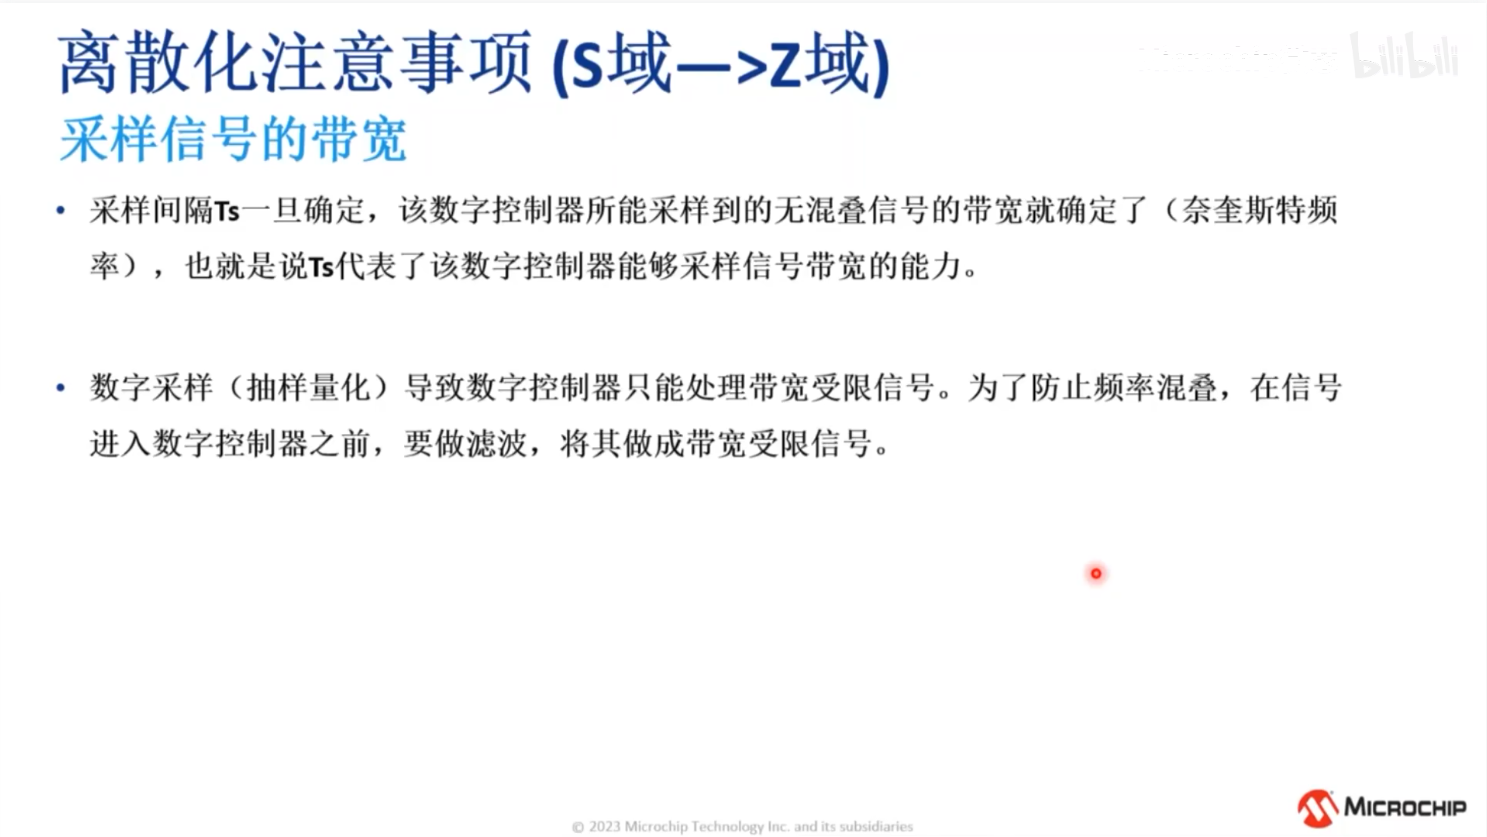 离散化注意事项 (S域—>Z域)
bilibili
采样信号的带宽
• 采样间隔Ts一旦确定，该数字控制器所能采样到的无混叠信号的带宽就确定了（奈奎斯特频
率），也就是说Ts代表了该数字控制器能够采样信号带宽的能力。
• 数字采样（抽样量化）导致数字控制器只能处理带宽受限信号。为了防止频率混叠，在信号
进入数字控制器之前，要做滤波，将其做成带宽受限信号。
MICROCHIP
© 2023 Microchip Technology Inc. and its subsidiaries